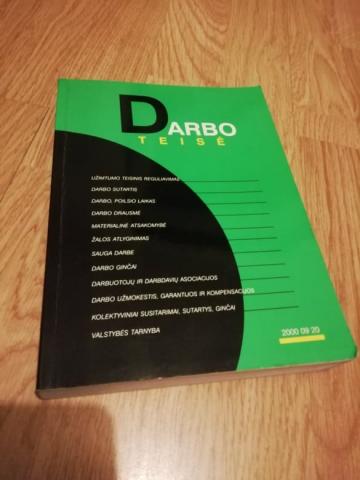 DARBO
TEISĖ
UŽIMTUMO TEISINIS REGULIAVIMAS
DARBO SUTARTIS
DARBO, POILSIO LAIKAS
DARBO DRAUSMĖ
MATERIALINĖ ATSAKOMYBĖ
ŽALOS ATLYGINIMAS
SAUGA DARBE
DARBO GINČAI
DARBUOTOJŲ IR DARBDAVIŲ ASOCIACIJOS
DARBO UŽMOKESTIS, GARANTIJOS IR KOMPENSACIJOS
KOLEKTYVINIAI SUSITARIMAI, SUTARTYS, GINČAI
VALSTYBĖS TARNYBA
2000 09 20